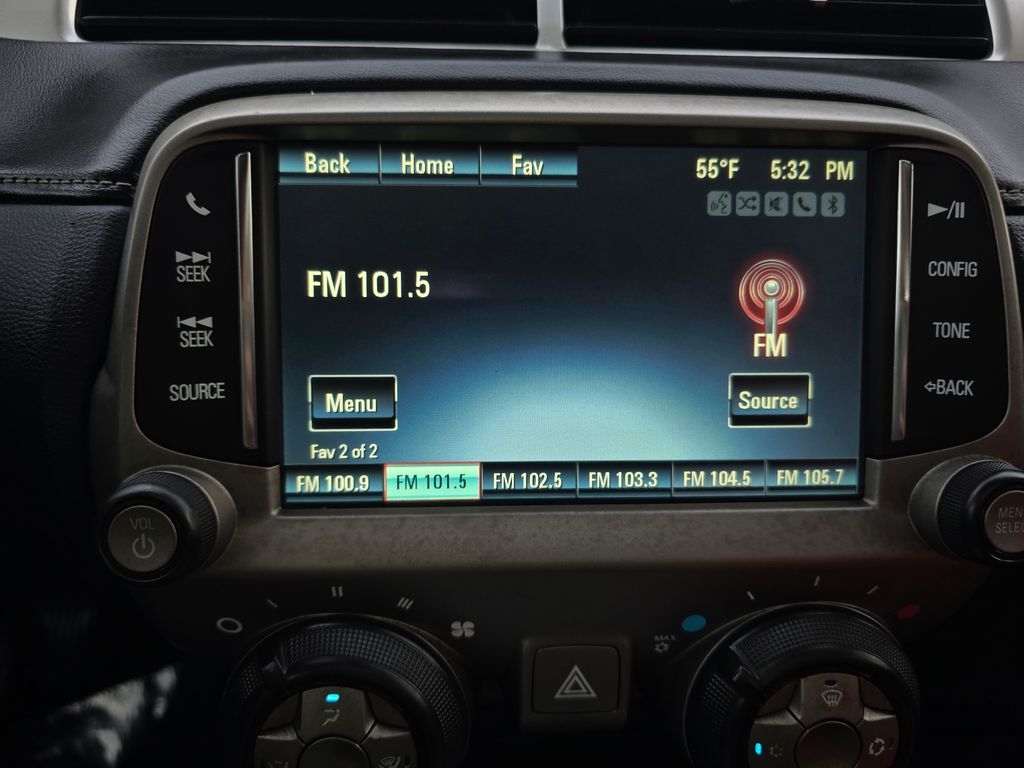 Back Home Fav 55°F 5:32 PM
SEEK
SEEK
SOURCE
FM 101.5
FM
Menu
Source
Fav 2 of 2
FM 100.9 FM 101.5 FM 102.5 FM 103.3 FM 104.5 FM 105.7
CONFIG
TONE
BACK
VOL
MENU
SELEC
MAX